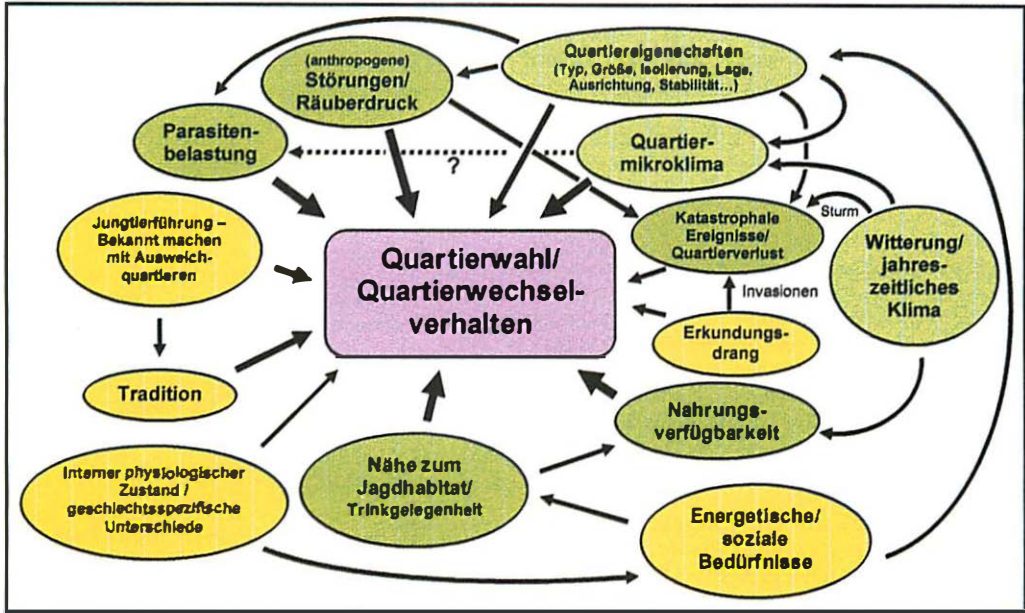 Quartiereigenschaften
(Typ, Größe, Isolierung, Lage,
Ausrichtung, Stabilität...)
(anthropogene)
Störungen/
Räuberdruck
Parasiten-
belastung
?
Quartier-
mikroklima
Jungtierführung –
Bekannt machen
mit Ausweich-
quartieren
Quartierwahl/
Quartierwechsel-
verhalten
Katastrophale
Ereignisse/
Quartierverlust
Sturm
Witterung/
jahres-
zeitliches
Klima
Invasionen
Erkundungs-
drang
Tradition
Nahrungs-
verfügbarkeit
Interner physiologischer
Zustand /
geschlechtsspezifische
Unterschiede
Nähe zum
Jagdhabitat/
Trinkgelegenheit
Energetische/
soziale
Bedürfnisse